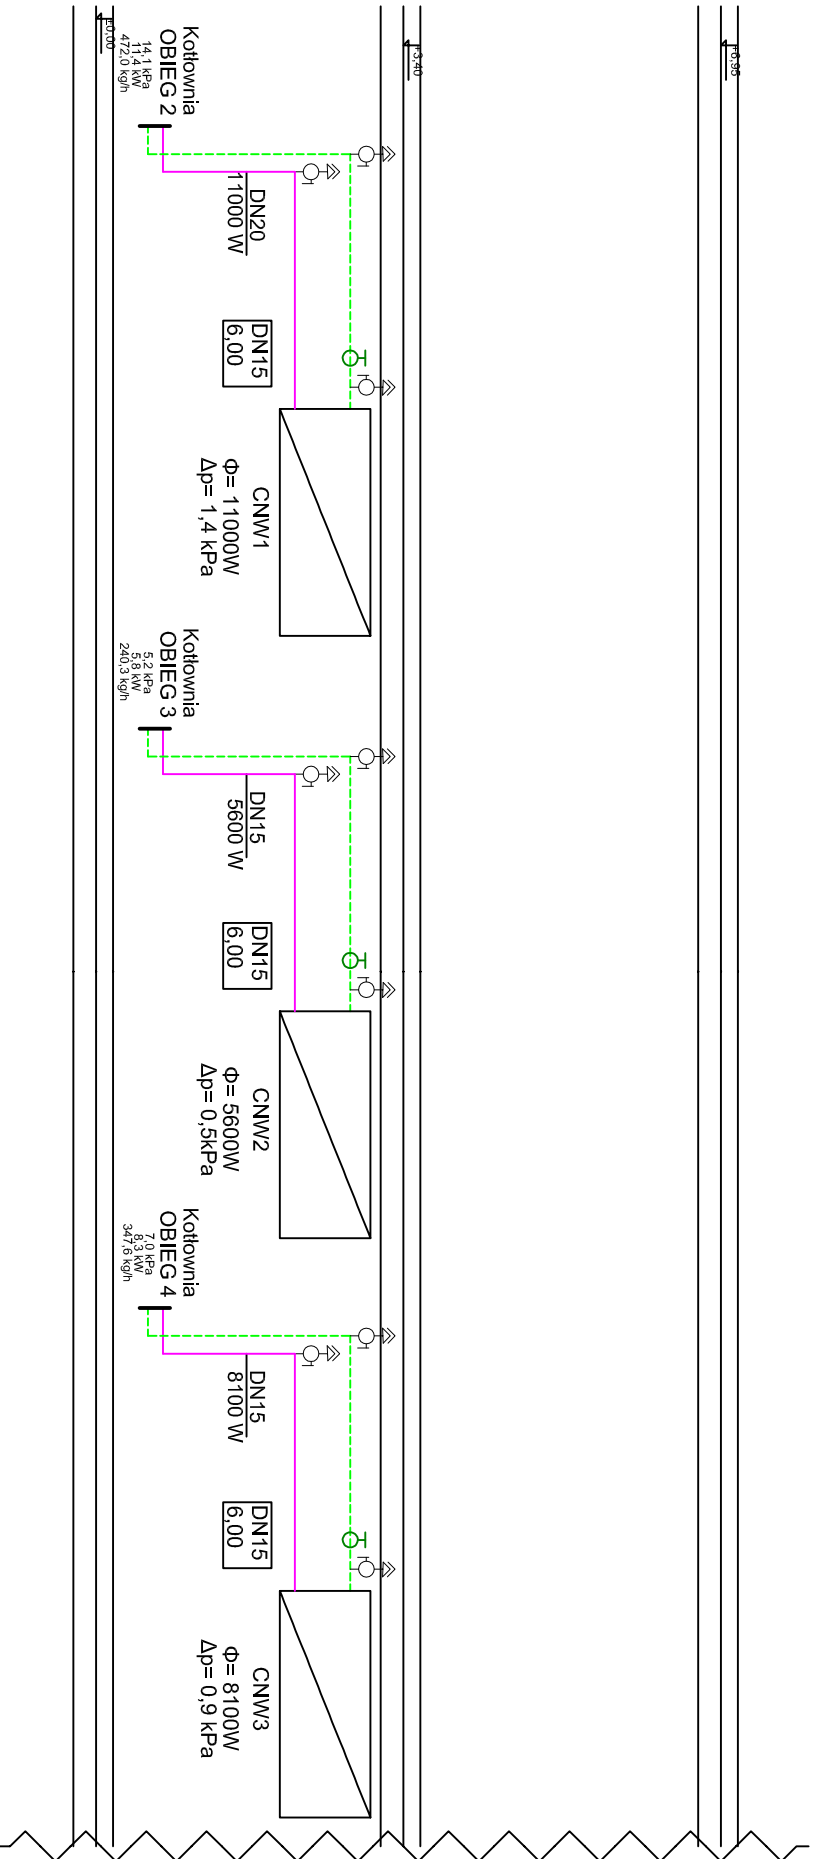 ±0,00
+3,40
+6,95
Kotłownia
OBIEG 2
14,1 kPa
11,4 kW
472,0 kg/h
DN20
11000 W
DN15
6,00
CNW1
Φ= 11000W
Δp= 1,4 kPa
Kotłownia
OBIEG 3
5,2 kPa
5,8 kW
240,3 kg/h
DN15
5600 W
DN15
6,00
CNW2
Φ= 5600W
Δp= 0,5kPa
Kotłownia
OBIEG 4
7,0 kPa
8,3 kW
347,6 kg/h
DN15
8100 W
DN15
6,00
CNW3
Φ= 8100W
Δp= 0,9 kPa